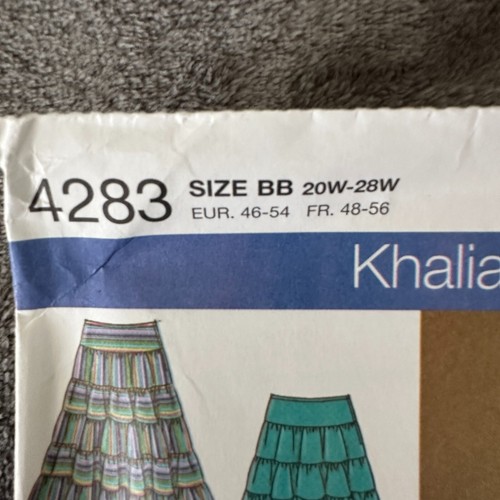 4283 SIZE BB 20W-28W
EUR. 46-54 FR. 48-56
Khalia